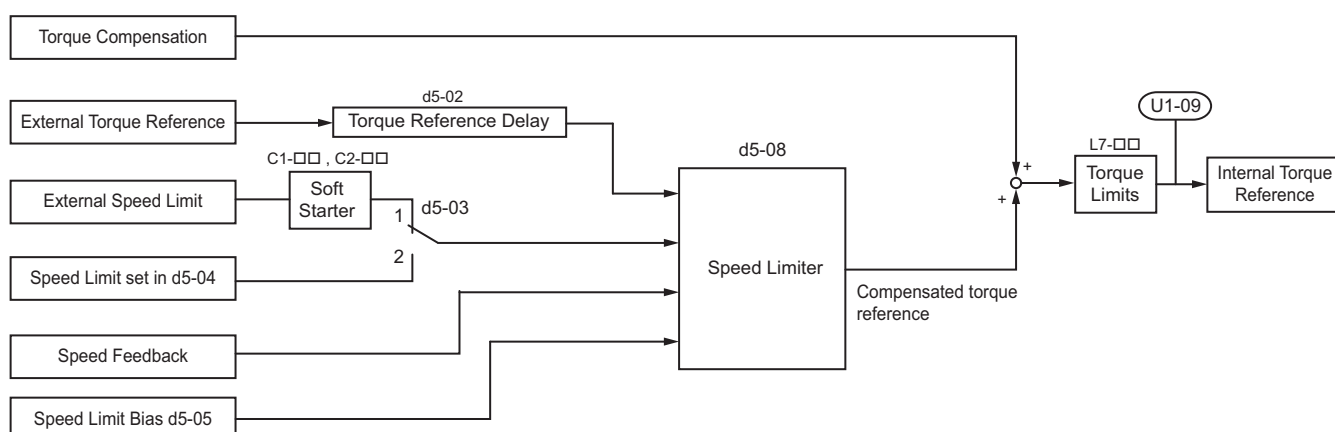 Torque Compensation
d5-02
External Torque Reference
Torque Reference Delay
U1-09
C1-□□ , C2-□□
d5-08
L7-□□
External Speed Limit
Soft
Starter
1
d5-03
+
+
Torque
Limits
Internal Torque
Reference
2
Speed Limit set in d5-04
Speed Limiter
Compensated torque
reference
Speed Feedback
Speed Limit Bias d5-05